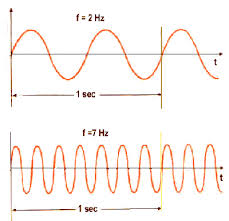 f = 2 Hz
t
1 sec
f =7 Hz
t
1 sec